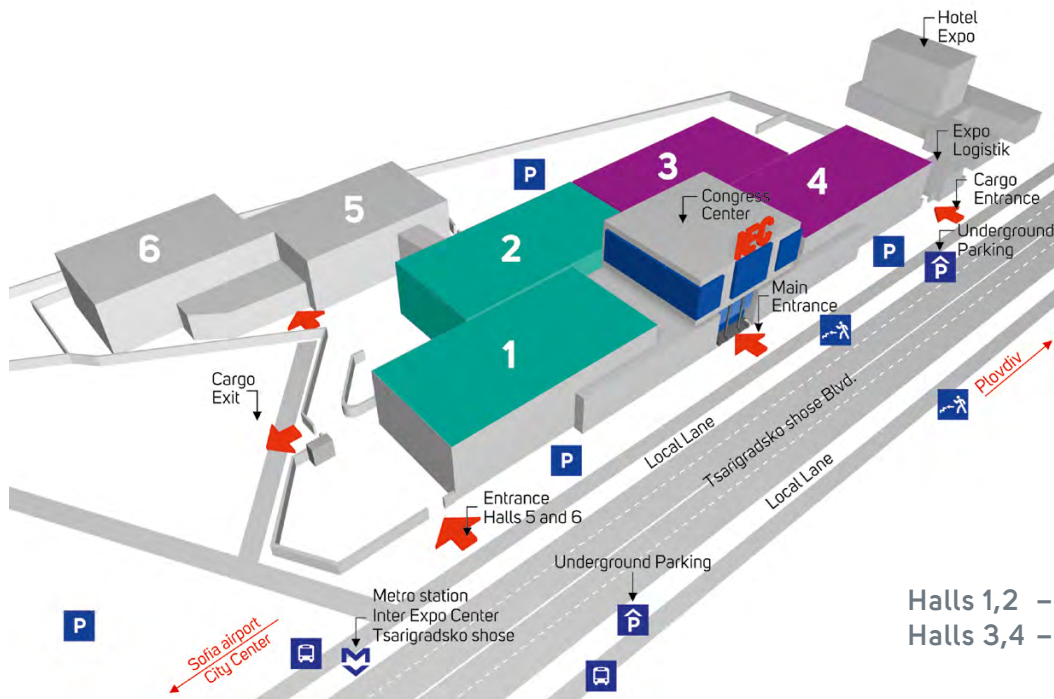 Hotel
Expo
Expo
Logistik
Cargo
Entrance
Underground
Parking
P
P
3
4
Congress
Center
IEC
5
6
2
1
Main
Entrance
P
P
Plovdiv
Cargo
Exit
Local Lane
Tsarigradsko shose Blvd.
Local Lane
P
Entrance
Halls 5 and 6
Underground Parking
P
Metro station
Inter Expo Center
Tsarigradsko shose
P
M
Sofia airport
City Center
Halls 1,2 –
Halls 3,4 –